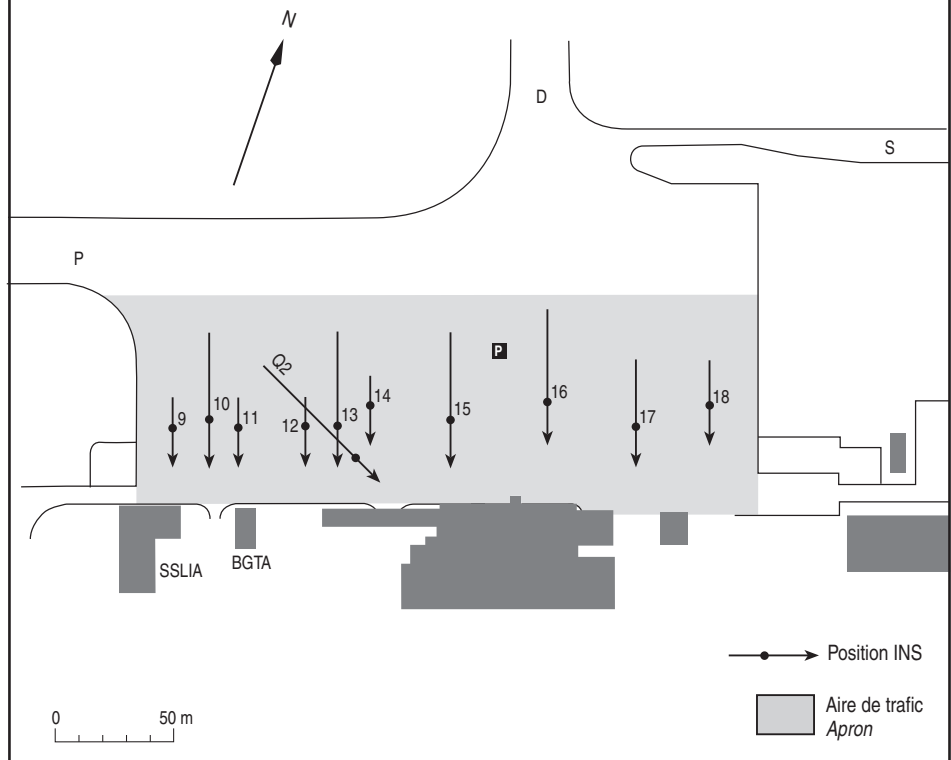 N
D
S
P
Q2
P
9
10
11
12
13
14
15
16
17
18
SSLIA
BGTA
Position INS
0 50 m
Aire de trafic
Apron